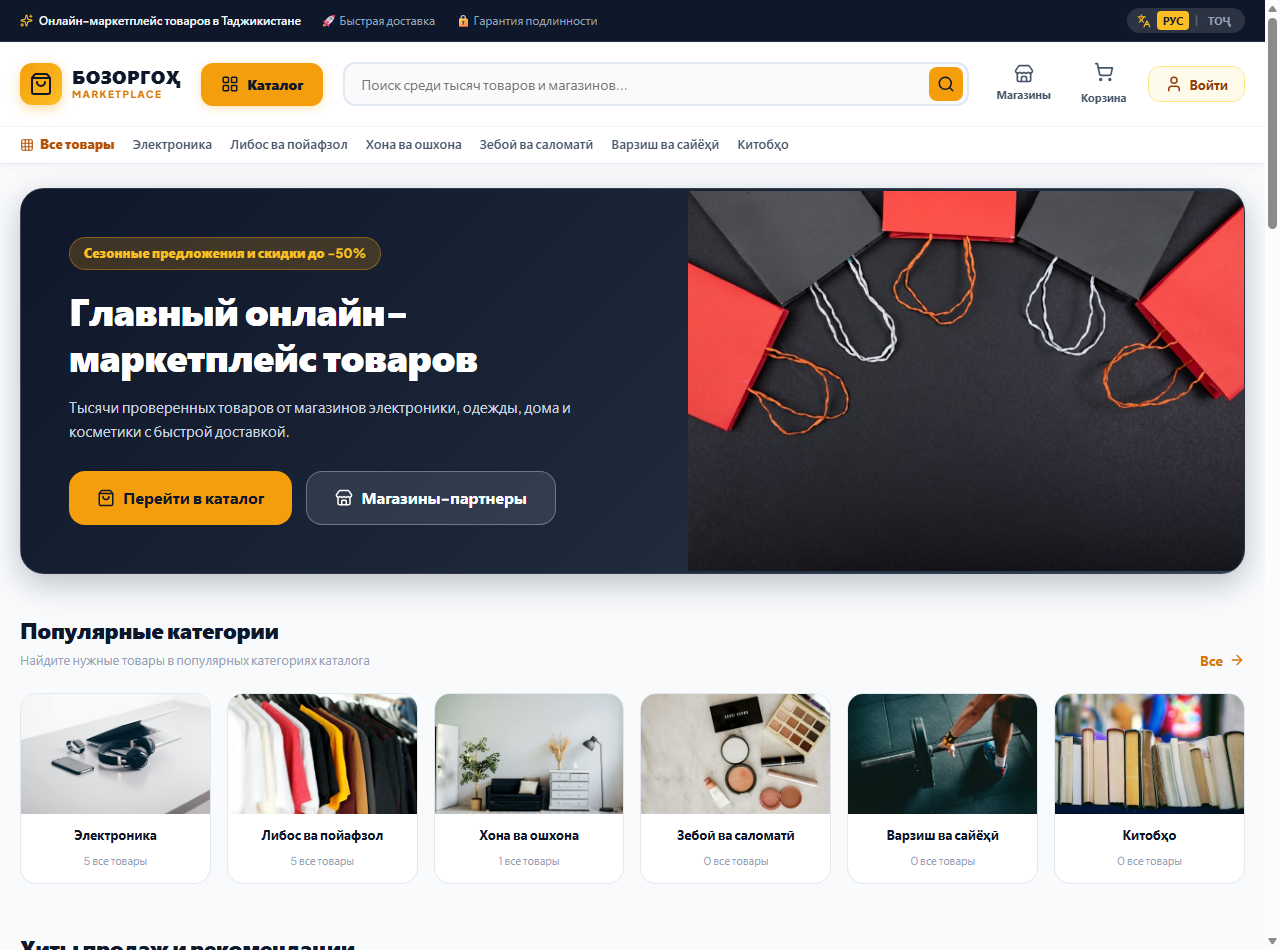 Онлайн-маркетплейс товаров в Таджикистане
Быстрая доставка
Гарантия подлинности
РУС | ТОҶ
БОЗОРГОҲ
MARKETPLACE
Каталог
Поиск среди тысяч товаров и магазинов...
Магазины
Корзина
Войти
Все товары
Электроника
Либос ва пойафзол
Хона ва ошхона
Зебоӣ ва саломатӣ
Варзиш ва сайёҳӣ
Китобҳо
Сезонные предложения и скидки до -50%
Главный онлайн-
маркетплейс товаров
Тысячи проверенных товаров от магазинов электроники, одежды, дома и
косметики с быстрой доставкой.
Перейти в каталог
Магазины-партнеры
Популярные категории
Найдите нужные товары в популярных категориях каталога
Все
Электроника
5 все товары
Либос ва пойафзол
5 все товары
Хона ва ошхона
1 все товары
Зебоӣ ва саломатӣ
0 все товары
Варзиш ва сайёҳӣ
0 все товары
Китобҳо
0 все товары
Хиты продаж и рекомендации